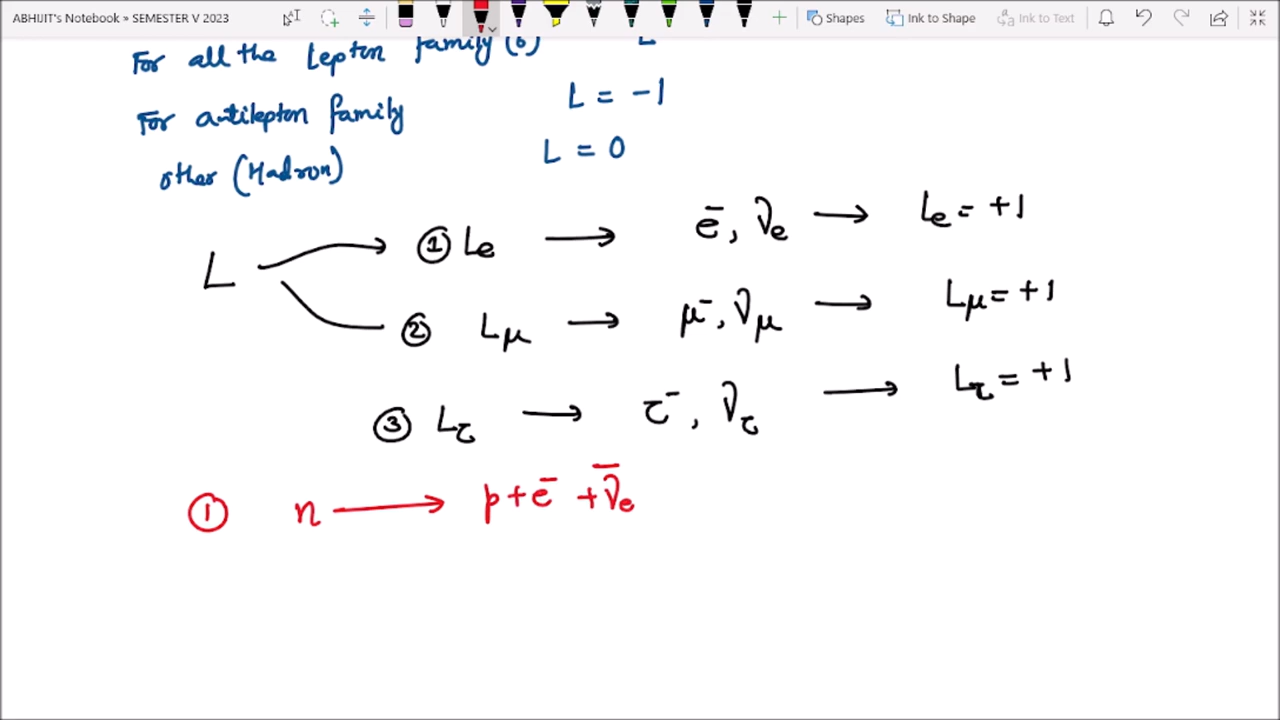 ABHIJIT's Notebook » SEMESTER V 2023 Shapes Ink to Shape Ink to Text
For all the Lepton family (6) L
For antilepton family L = -1
other (Hadron) L = 0
L → ① Le → e⁻, νe → Le = +1
② Lμ → μ⁻, νμ → Lμ = +1
③ Lτ → τ⁻, ντ → Lτ = +1
① n → p + e⁻ + ν̄e